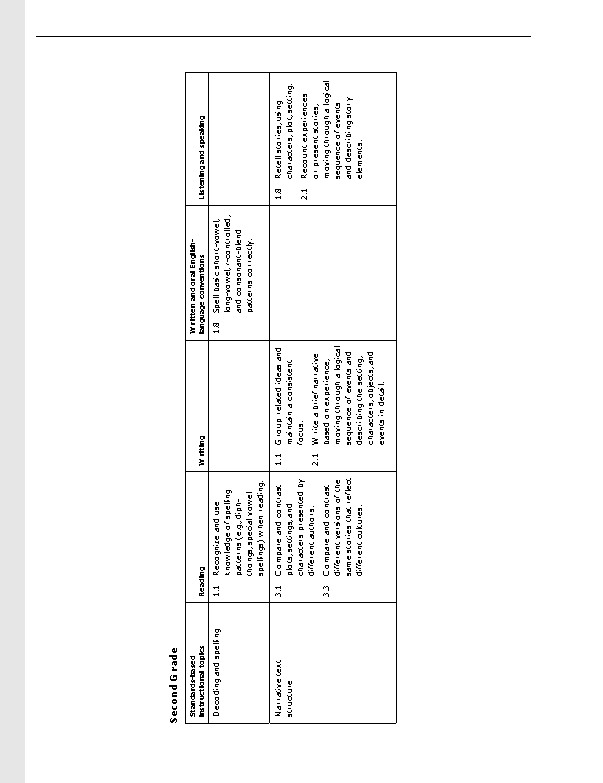 Second Grade
Standards-based
instructional topics
Reading
Writing
Written and oral English-
language conventions
Listening and speaking
Decoding and spelling
1.1 Recognize and use
knowledge of spelling
patterns (e.g., diph-
thongs, special vowel
spellings) when reading.
1.8 Spell basic short-vowel,
long-vowel, r-controlled,
and consonant-blend
patterns correctly.
Narrative text
structure
3.1 Compare and contrast
plots, settings, and
characters presented by
different authors.
3.3 Compare and contrast
different versions of the
same stories that reflect
different cultures.
1.1 Group related ideas and
maintain a consistent
focus.
2.1 Write a brief narrative
based on experience,
moving through a logical
sequence of events and
describing the setting,
characters, objects, and
events in detail.
1.8 Retell stories, using
characters, plot, setting.
2.1 Recount experiences
or present stories,
moving through a logical
sequence of events
and describing story
elements.